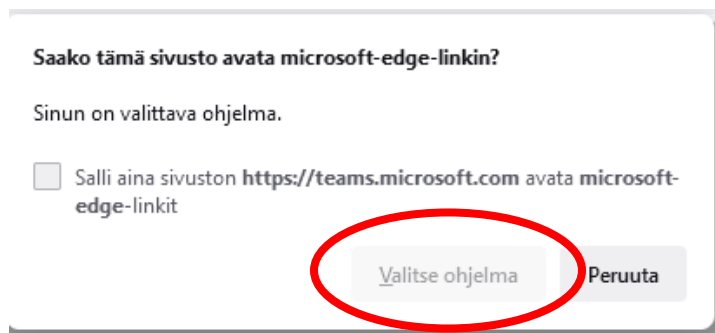 Saako tämä sivusto avata microsoft-edge-linkin?
Sinun on valittava ohjelma.
Salli aina sivuston https://teams.microsoft.com avata microsoft-
edge-linkit
Valitse ohjelma Peruuta